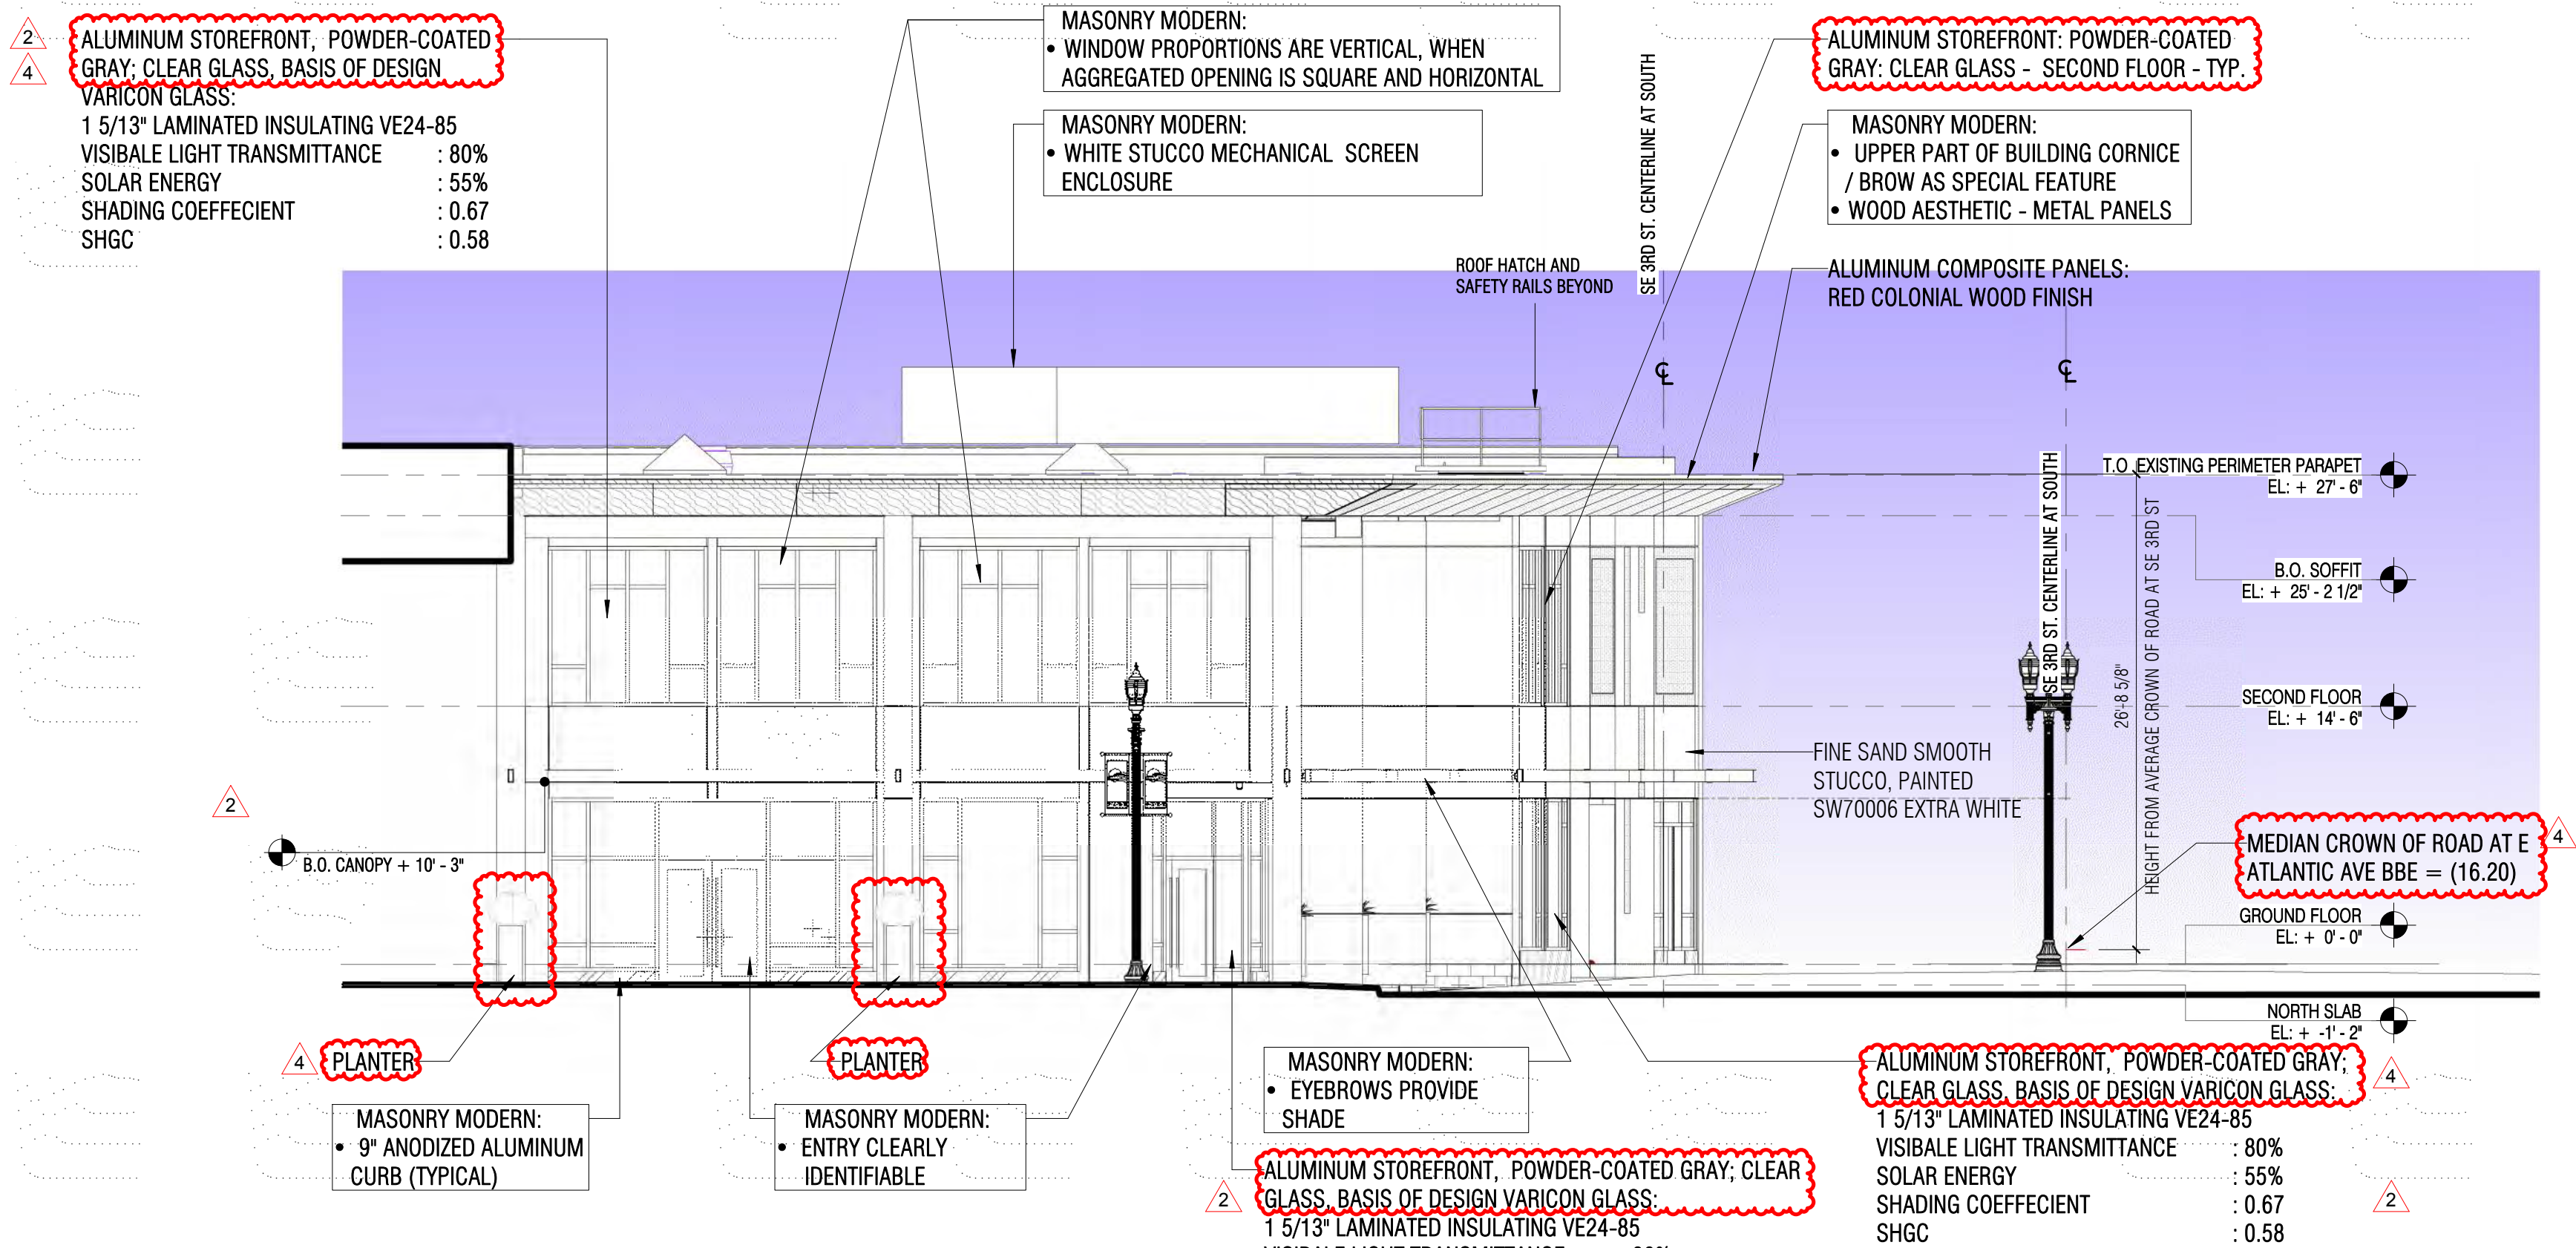 2
4
ALUMINUM STOREFRONT, POWDER-COATED
GRAY; CLEAR GLASS, BASIS OF DESIGN
VARICON GLASS:
1 5/13" LAMINATED INSULATING VE24-85
VISIBALE LIGHT TRANSMITTANCE : 80%
SOLAR ENERGY : 55%
SHADING COEFFECIENT : 0.67
SHGC : 0.58
MASONRY MODERN:
• WINDOW PROPORTIONS ARE VERTICAL, WHEN
AGGREGATED OPENING IS SQUARE AND HORIZONTAL
MASONRY MODERN:
• WHITE STUCCO MECHANICAL SCREEN
ENCLOSURE
ROOF HATCH AND
SAFETY RAILS BEYOND
SE 3RD ST. CENTERLINE AT SOUTH
ALUMINUM STOREFRONT: POWDER-COATED
GRAY: CLEAR GLASS - SECOND FLOOR - TYP.
MASONRY MODERN:
• UPPER PART OF BUILDING CORNICE
/ BROW AS SPECIAL FEATURE
• WOOD AESTHETIC - METAL PANELS
ALUMINUM COMPOSITE PANELS:
RED COLONIAL WOOD FINISH
℄
℄
SE 3RD ST. CENTERLINE AT SOUTH
T.O. EXISTING PERIMETER PARAPET
EL: + 27' - 6"
B.O. SOFFIT
EL: + 25' - 2 1/2"
SECOND FLOOR
EL: + 14' - 6"
26'-8 5/8"
HEIGHT FROM AVERAGE CROWN OF ROAD AT SE 3RD ST
FINE SAND SMOOTH
STUCCO, PAINTED
SW70006 EXTRA WHITE
MEDIAN CROWN OF ROAD AT E
ATLANTIC AVE BBE = (16.20)
4
GROUND FLOOR
EL: + 0' - 0"
NORTH SLAB
EL: + -1' - 2"
2
B.O. CANOPY + 10' - 3"
4
PLANTER
PLANTER
MASONRY MODERN:
• 9" ANODIZED ALUMINUM
CURB (TYPICAL)
MASONRY MODERN:
• ENTRY CLEARLY
IDENTIFIABLE
MASONRY MODERN:
• EYEBROWS PROVIDE
SHADE
2
ALUMINUM STOREFRONT, POWDER-COATED GRAY; CLEAR
GLASS, BASIS OF DESIGN VARICON GLASS:
1 5/13" LAMINATED INSULATING VE24-85
ALUMINUM STOREFRONT, POWDER-COATED GRAY;
CLEAR GLASS, BASIS OF DESIGN VARICON GLASS:
1 5/13" LAMINATED INSULATING VE24-85
VISIBALE LIGHT TRANSMITTANCE : 80%
SOLAR ENERGY : 55%
SHADING COEFFECIENT : 0.67
SHGC : 0.58
4
2